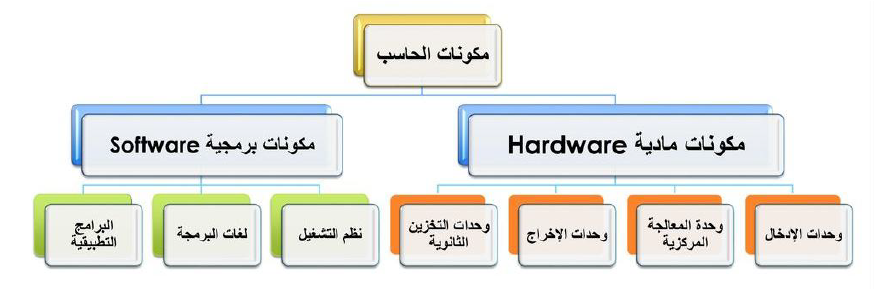 مكونات الحاسب
مكونات مادية Hardware
مكونات برمجية Software
وحدات الإدخال
وحدة المعالجة
المركزية
وحدات الإخراج
وحدات التخزين
الثانوية
نظم التشغيل
لغات البرمجة
البرامج
التطبيقية